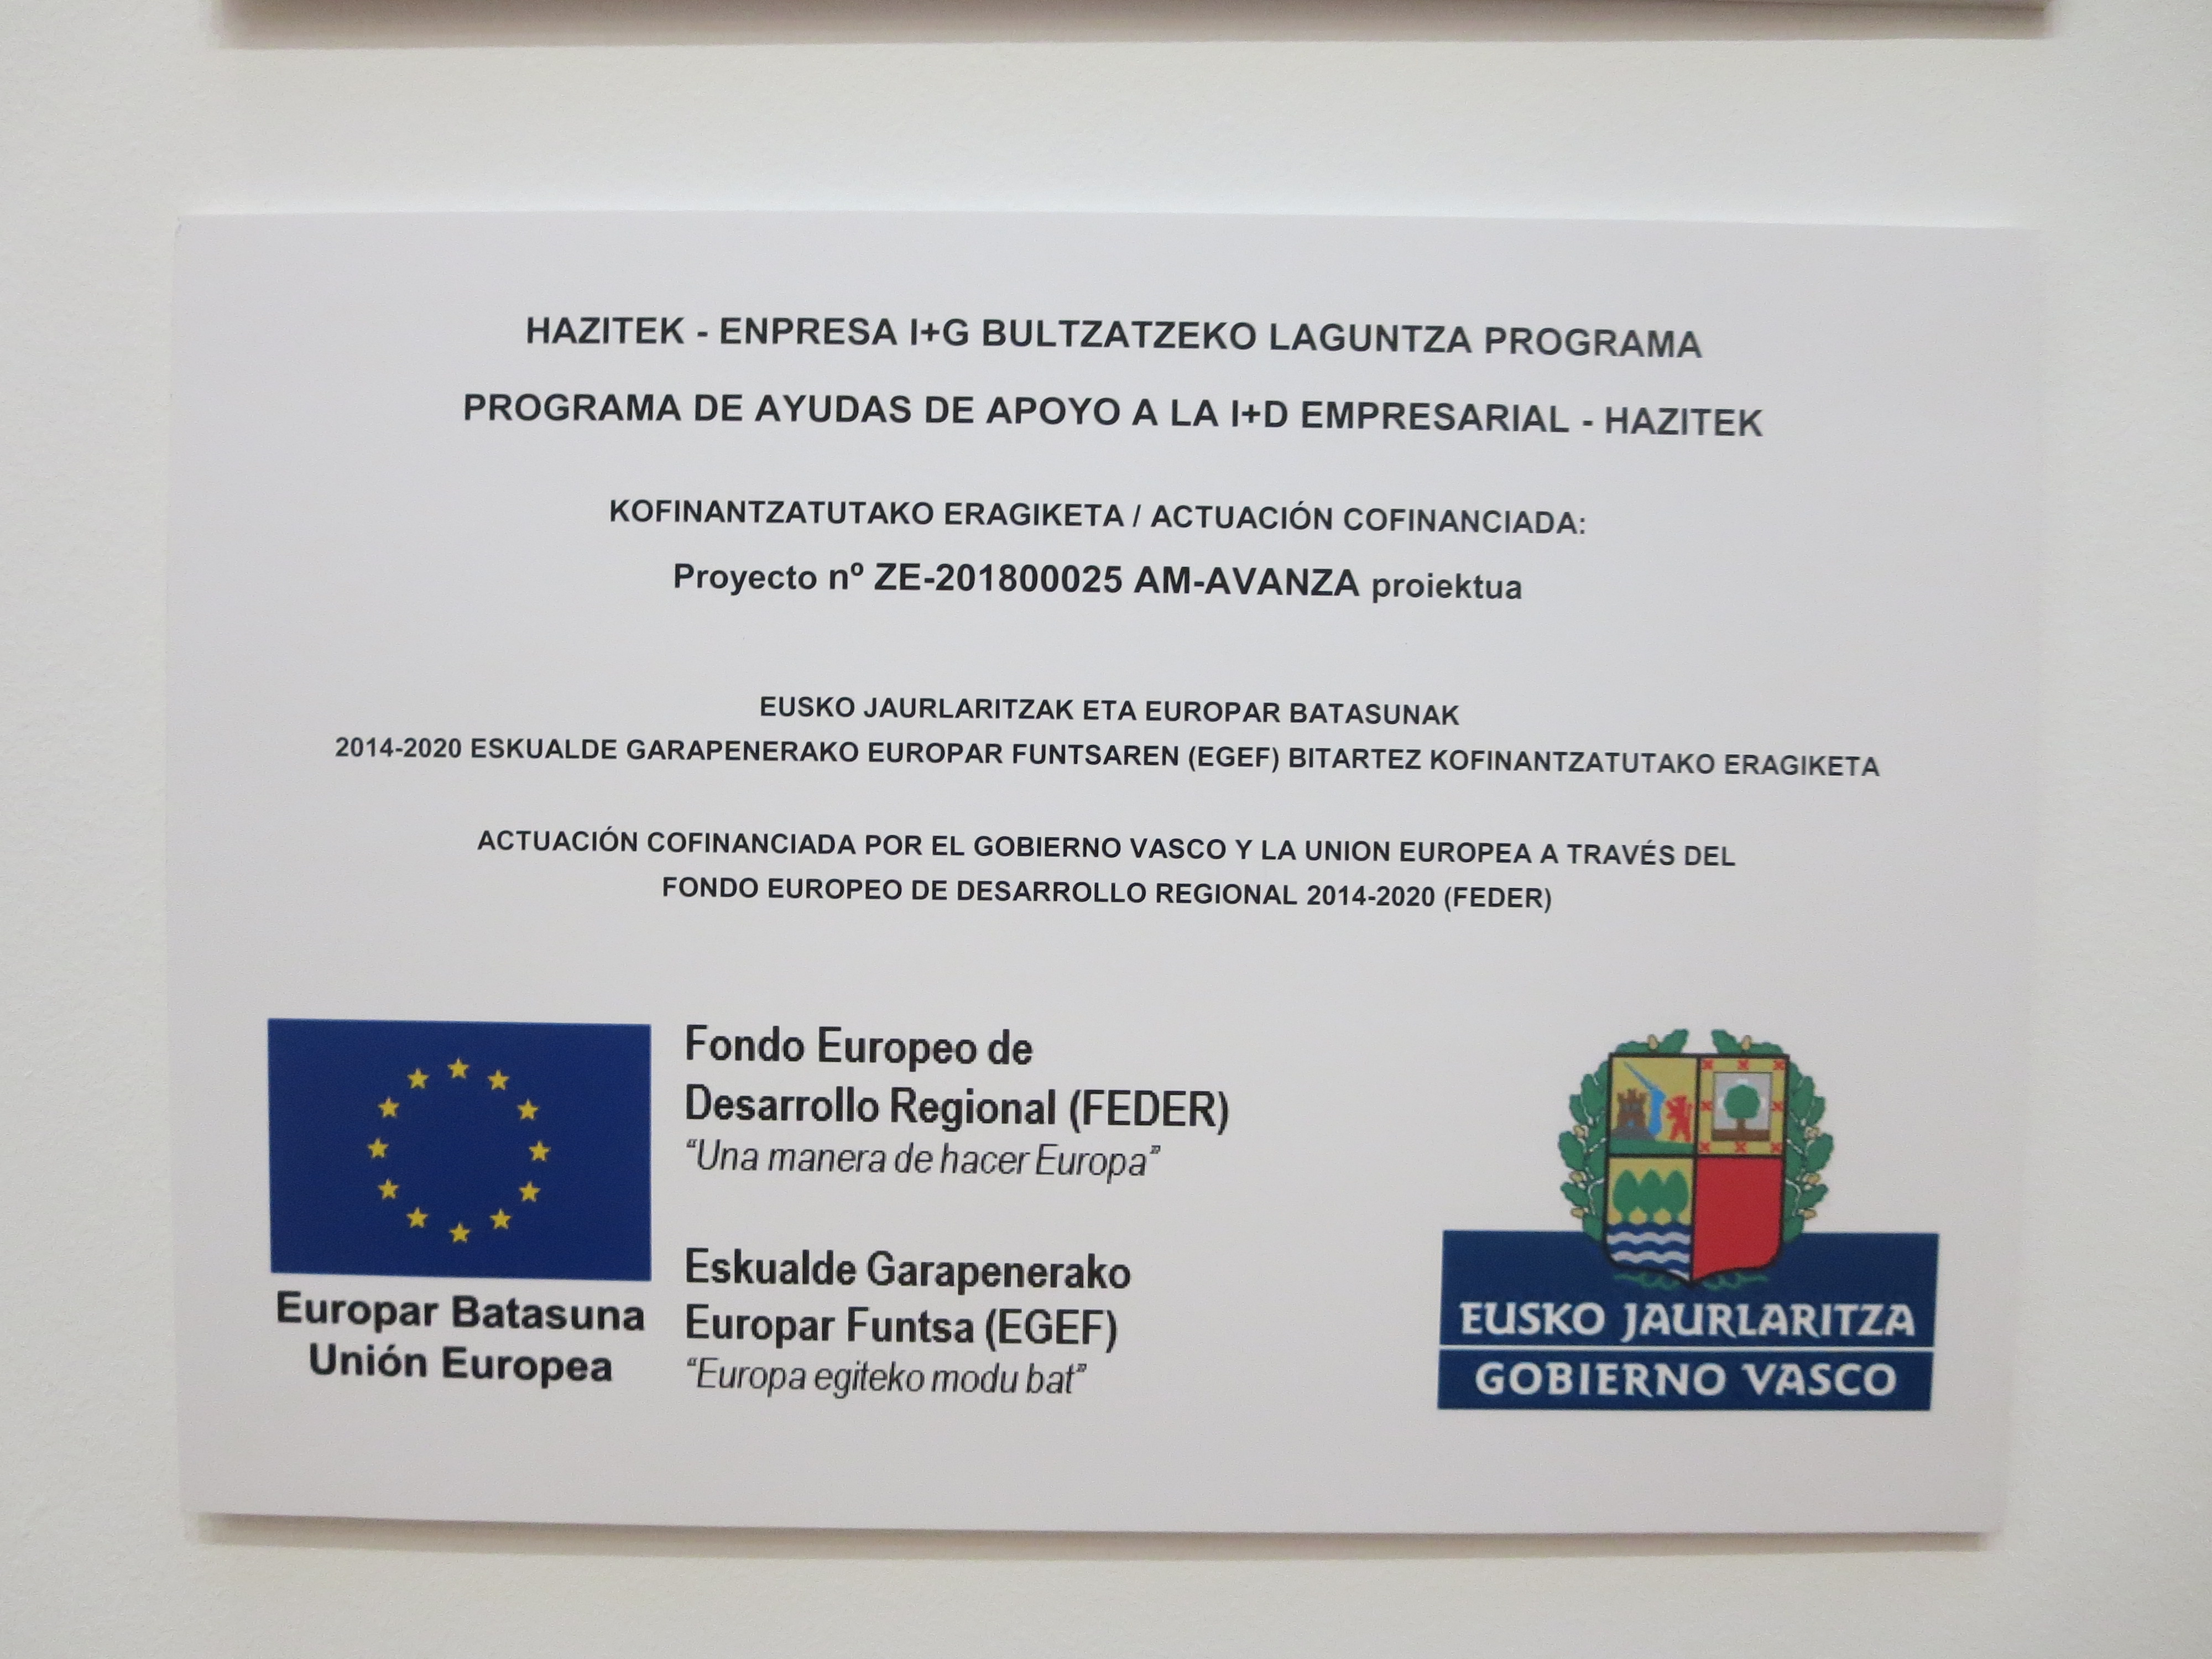 HAZITEK - ENPRESA I+G BULTZATZEKO LAGUNTZA PROGRAMA
PROGRAMA DE AYUDAS DE APOYO A LA I+D EMPRESARIAL - HAZITEK
KOFINANTZATUTAKO ERAGIKETA / ACTUACIÓN COFINANCIADA:
Proyecto nº ZE-201800025 AM-AVANZA proiektua
EUSKO JAURLARITZAK ETA EUROPAR BATASUNAK
2014-2020 ESKUALDE GARAPENERAKO EUROPAR FUNTSAREN (EGEF) BITARTEZ KOFINANTZATUTAKO ERAGIKETA
ACTUACIÓN COFINANCIADA POR EL GOBIERNO VASCO Y LA UNION EUROPEA A TRAVÉS DEL
FONDO EUROPEO DE DESARROLLO REGIONAL 2014-2020 (FEDER)
Europar Batasuna
Unión Europea
Fondo Europeo de
Desarrollo Regional (FEDER)
“Una manera de hacer Europa”
Eskualde Garapenerako
Europar Funtsa (EGEF)
“Europa egiteko modu bat”
EUSKO JAURLARITZA
GOBIERNO VASCO